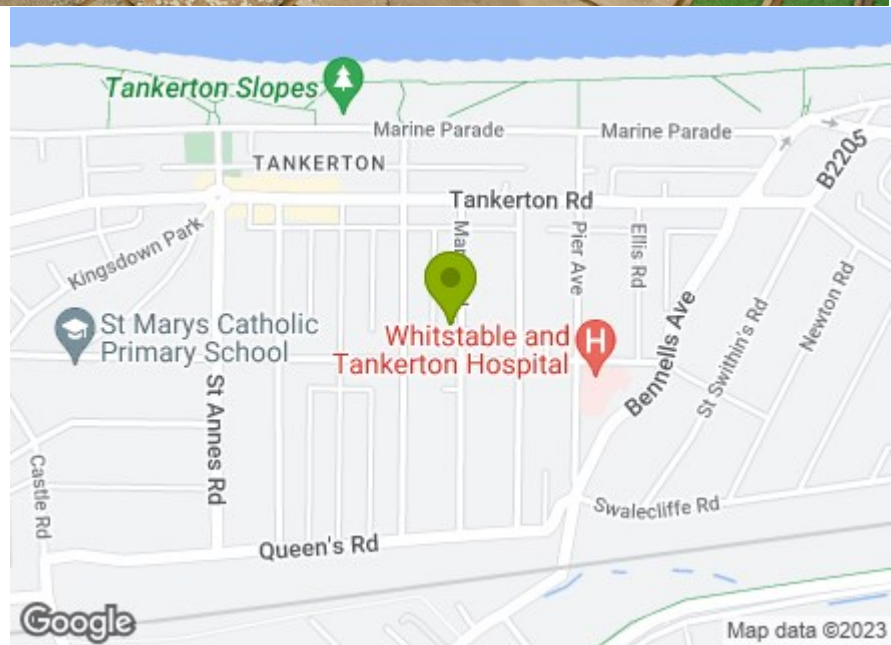 Tankerton Slopes
Marine Parade
Marine Parade
B2205
TANKERTON
Tankerton Rd
Kingsdown Park
Pier Ave
Ellis Rd
Newton Rd
St Marys Catholic
Primary School
Whitstable and
Tankerton Hospital
H
Bennells Ave
St Swithin's Rd
St Annes Rd
Castle Rd
Swalecliffe Rd
Queen's Rd
Google
Map data ©2023